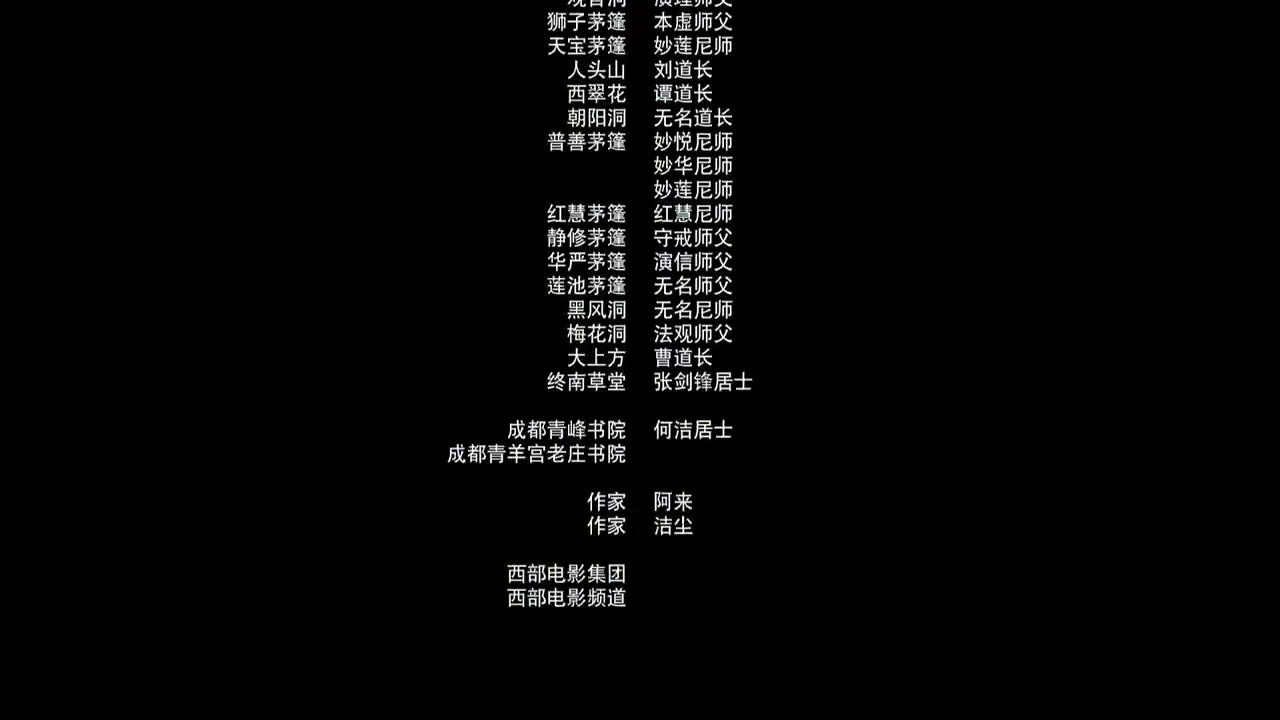 狮子茅篷 本虚师父
天宝茅篷 妙莲尼师
人头山 刘道长
西翠花 谭道长
朝阳洞 无名道长
普善茅篷 妙悦尼师
妙华尼师
妙莲尼师
红慧茅篷 红慧尼师
静修茅篷 守戒师父
华严茅篷 演信师父
莲池茅篷 无名师父
黑风洞 无名尼师
梅花洞 法观师父
大上方 曹道长
终南草堂 张剑锋居士
成都青峰书院 何洁居士
成都青羊宫老庄书院
作家 阿来
作家 洁尘
西部电影集团
西部电影频道